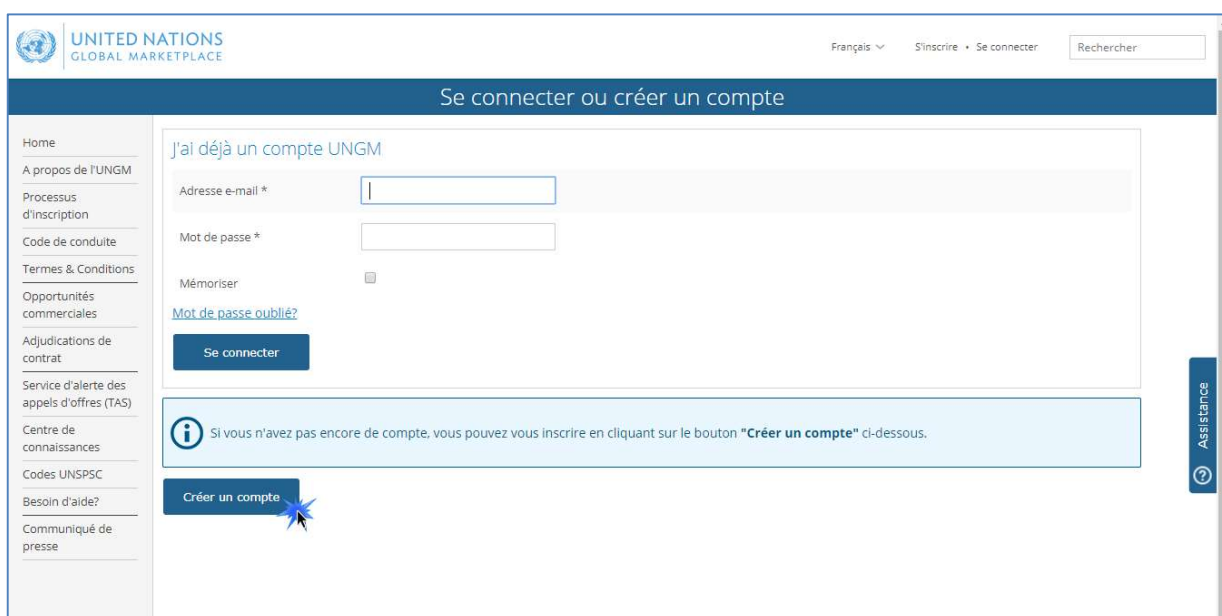 UNITED NATIONS
GLOBAL MARKETPLACE
Français
S'inscrire • Se connecter
Rechercher
Se connecter ou créer un compte
Home
A propos de l'UNGM
Processus
d'inscription
Code de conduite
Termes & Conditions
Opportunités
commerciales
Adjudications de
contrat
Service d'alerte des
appels d'offres (TAS)
Centre de
connaissances
Codes UNSPSC
Besoin d'aide?
Communiqué de
presse
J'ai déjà un compte UNGM
Adresse e-mail *
Mot de passe *
Mémoriser
Mot de passe oublié?
Se connecter
Si vous n'avez pas encore de compte, vous pouvez vous inscrire en cliquant sur le bouton "Créer un compte" ci-dessous.
Créer un compte
Assistance